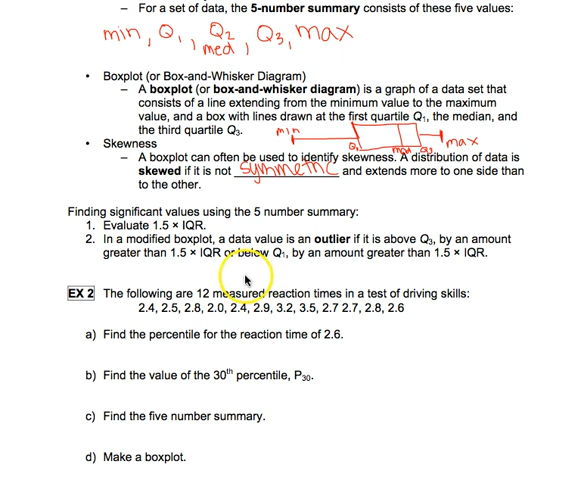 – For a set of data, the 5-number summary consists of these five values:
min, Q1, Q2, Q3, max
med
• Boxplot (or Box-and-Whisker Diagram)
– A boxplot (or box-and-whisker diagram) is a graph of a data set that
consists of a line extending from the minimum value to the maximum
value, and a box with lines drawn at the first quartile Q1, the median, and
the third quartile Q3.
min
max
Q1 med Q3
• Skewness
– A boxplot can often be used to identify skewness. A distribution of data is
skewed if it is not symmetric and extends more to one side than
to the other.
Finding significant values using the 5 number summary:
1. Evaluate 1.5 × IQR.
2. In a modified boxplot, a data value is an outlier if it is above Q3, by an amount
greater than 1.5 × IQR or below Q1, by an amount greater than 1.5 × IQR.
EX 2 The following are 12 measured reaction times in a test of driving skills:
2.4, 2.5, 2.8, 2.0, 2.4, 2.9, 3.2, 3.5, 2.7 2.7, 2.8, 2.6
a) Find the percentile for the reaction time of 2.6.
b) Find the value of the 30th percentile, P30.
c) Find the five number summary.
d) Make a boxplot.